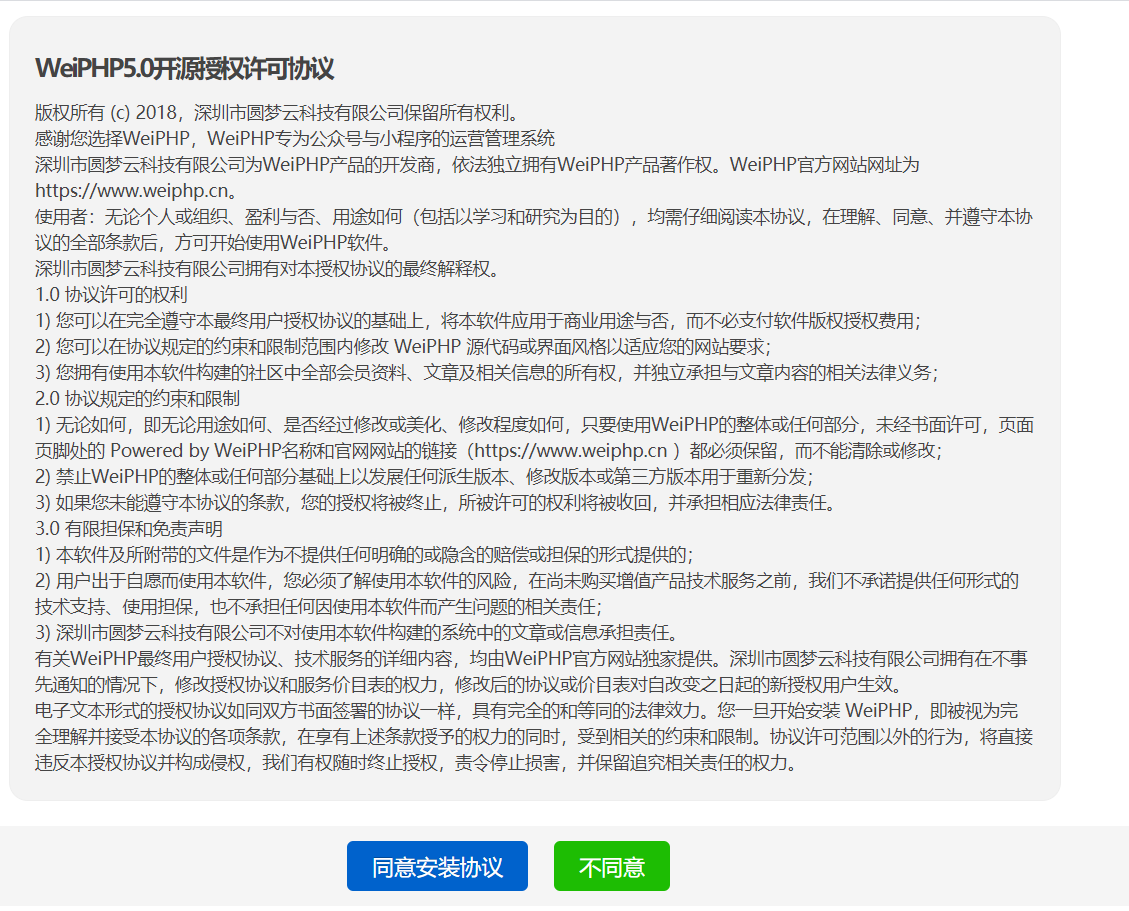 WeiPHP5.0开源授权许可协议
版权所有 (c) 2018，深圳市圆梦云科技有限公司保留所有权利。
感谢您选择WeiPHP，WeiPHP专为公众号与小程序的运营管理系统
深圳市圆梦云科技有限公司为WeiPHP产品的开发商，依法独立拥有WeiPHP产品著作权。WeiPHP官方网站网址为
https://www.weiphp.cn。
使用者：无论个人或组织、盈利与否、用途如何（包括以学习和研究为目的），均需仔细阅读本协议，在理解、同意、并遵守本协
议的全部条款后，方可开始使用WeiPHP软件。
深圳市圆梦云科技有限公司拥有对本授权协议的最终解释权。
1.0 协议许可的权利
1) 您可以在完全遵守本最终用户授权协议的基础上，将本软件应用于商业用途与否，而不必支付软件版权授权费用；
2) 您可以在协议规定的约束和限制范围内修改 WeiPHP 源代码或界面风格以适应您的网站要求；
3) 您拥有使用本软件构建的社区中全部会员资料、文章及相关信息的所有权，并独立承担与文章内容的相关法律义务；
2.0 协议规定的约束和限制
1) 无论如何，即无论用途如何、是否经过修改或美化、修改程度如何，只要使用WeiPHP的整体或任何部分，未经书面许可，页面
页脚处的 Powered by WeiPHP名称和官网网站的链接（https://www.weiphp.cn ）都必须保留，而不能清除或修改；
2) 禁止WeiPHP的整体或任何部分基础上以发展任何派生版本、修改版本或第三方版本用于重新分发；
3) 如果您未能遵守本协议的条款，您的授权将被终止，所被许可的权利将被收回，并承担相应法律责任。
3.0 有限担保和免责声明
1) 本软件及所附带的文件是作为不提供任何明确的或隐含的赔偿或担保的形式提供的；
2) 用户出于自愿而使用本软件，您必须了解使用本软件的风险，在尚未购买增值产品技术服务之前，我们不承诺提供任何形式的
技术支持、使用担保，也不承担任何因使用本软件而产生问题的相关责任；
3) 深圳市圆梦云科技有限公司不对使用本软件构建的系统中的文章或信息承担责任。
有关WeiPHP最终用户授权协议、技术服务的详细内容，均由WeiPHP官方网站独家提供。深圳市圆梦云科技有限公司拥有在不事
先通知的情况下，修改授权协议和服务价目表的权力，修改后的协议或价目表对自改变之日起的新授权用户生效。
电子文本形式的授权协议如同双方书面签署的协议一样，具有完全的和等同的法律效力。您一旦开始安装 WeiPHP，即被视为完
全理解并接受本协议的各项条款，在享有上述条款授予的权力的同时，受到相关的约束和限制。协议许可范围以外的行为，将直接
违反本授权协议并构成侵权，我们有权随时终止授权，责令停止损害，并保留追究相关责任的权力。
同意安装协议
不同意